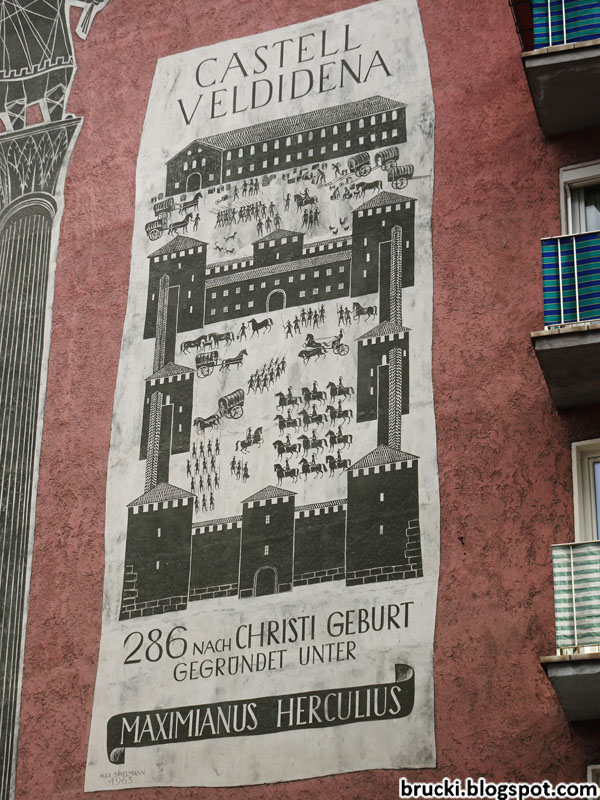 CASTELL
VELDIDENA
286 NACH CHRISTI GEBURT
GEGRÜNDET UNTER
MAXIMIANUS HERCULIUS
MAX SPIELMANN
1963
brucki.blogspot.com